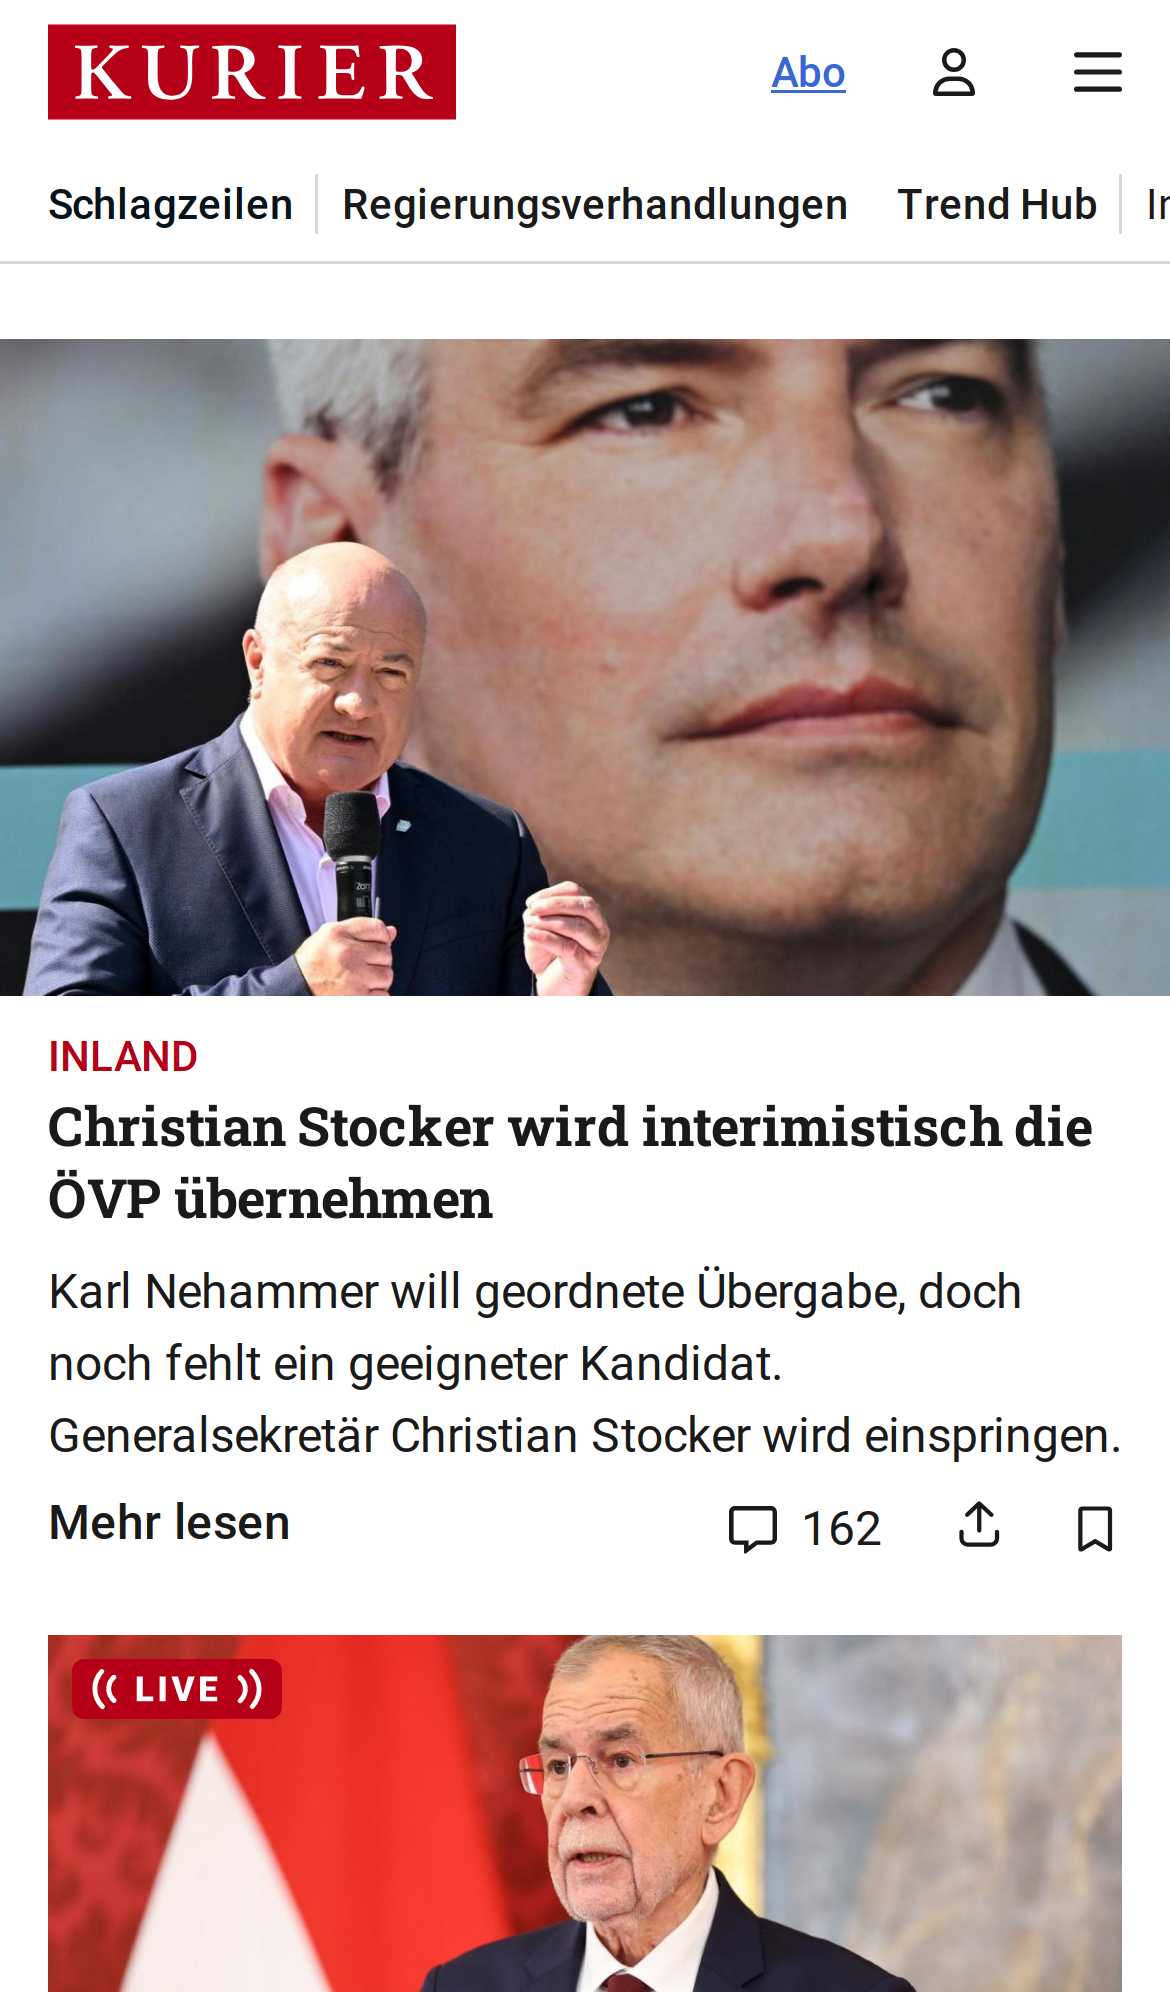 KURIER
Abo
Schlagzeilen
Regierungsverhandlungen
Trend Hub
INLAND
Christian Stocker wird interimistisch die
ÖVP übernehmen
Karl Nehammer will geordnete Übergabe, doch
noch fehlt ein geeigneter Kandidat.
Generalsekretär Christian Stocker wird einspringen.
Mehr lesen
162
LIVE